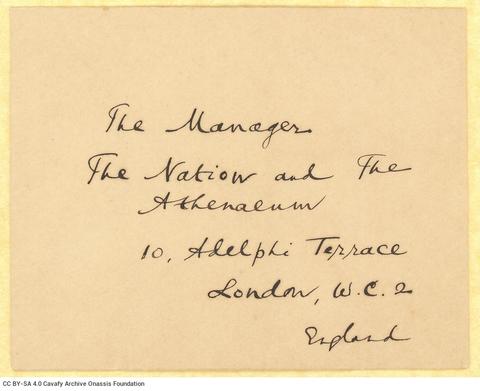 The Manager
The Nation and The
Athenaeum
10, Adelphi Terrace
London, W.C. 2
England
CC BY-SA 4.0 Cavafy Archive Onassis Foundation